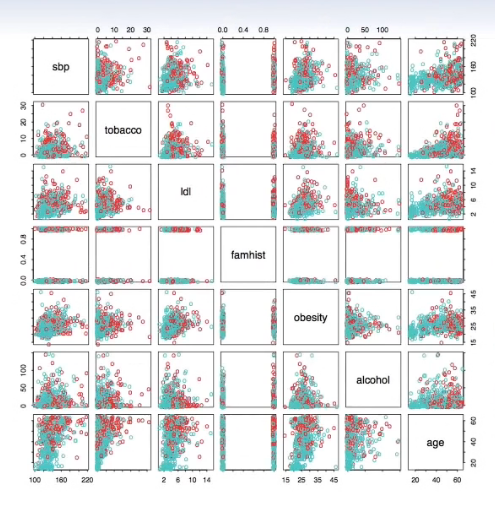 0 10 20 30
0.0 0.4 0.8
0 50 100
sbp
100 160 220
tobacco
0 10 20 30
ldl
2 6 10 14
famhist
0.0 0.4 0.8
obesity
15 25 35 45
alcohol
0 50 100
age
20 40 60
100 160 220
2 6 10 14
15 25 35 45
20 40 60